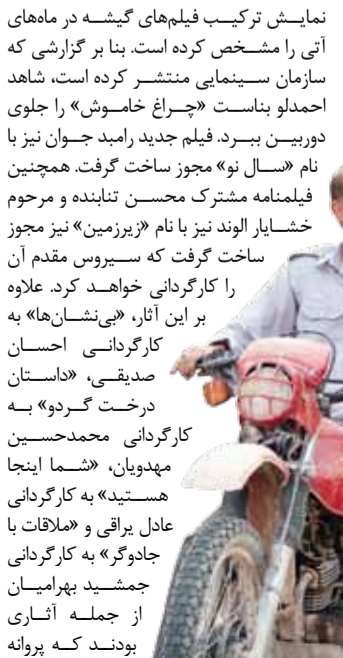 نمایش ترکیب فیلم‌های گیشه در ماه‌های
آتی را مشخص کرده است. بنا بر گزارشی که
سازمان سینمایی منتشر کرده است، شاهد
احمدلو بناست «چراغ خاموش» را جلوی
دوربین ببرد. فیلم جدید رامبد جوان نیز با
نام «سال نو» مجوز ساخت گرفت. همچنین
فیلمنامه مشترک محسن تنابنده و مرحوم
خشایار الوند نیز با نام «زیرزمین» نیز مجوز
ساخت گرفت که سیروس مقدم آن
را کارگردانی خواهد کرد. علاوه
بر این آثار، «بی‌نشان‌ها» به
کارگردانی احسان
صدیقی، «داستان
درخت گردو» به
کارگردانی محمدحسین
مهدویان، «شما اینجا
هستید» به کارگردانی
عادل یراقی و «ملاقات با
جادوگر» به کارگردانی
جمشید بهرامیان
از جمله آثاری
بودند که پروانه